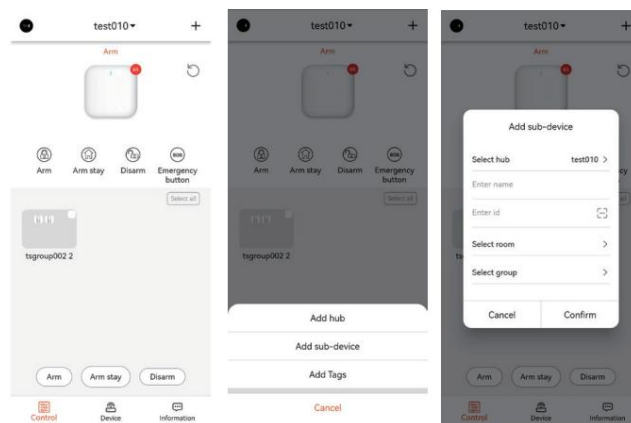 test010
+
Arm
Arm
Arm stay
Disarm
SOS
Emergency
button
Select all
tsgroup002 2
Arm
Arm stay
Disarm
Control
Device
Information
test010
+
Arm
Arm
Arm stay
Disarm
SOS
Emergency
button
Select all
tsgroup002 2
Add hub
Add sub-device
Add Tags
Cancel
test010
+
Arm
Add sub-device
Select hub
test010 >
Enter name
Enter id
Select room >
Select group >
Cancel
Confirm
Arm
Arm stay
Disarm
Control
Device
Information